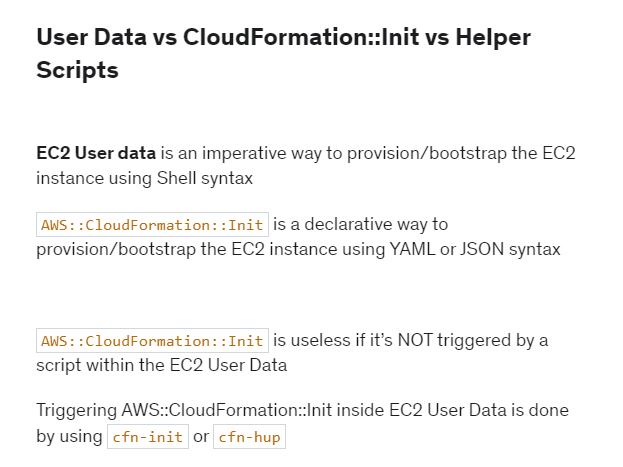 User Data vs CloudFormation::Init vs Helper
Scripts
EC2 User data is an imperative way to provision/bootstrap the EC2
instance using Shell syntax
AWS::CloudFormation::Init is a declarative way to
provision/bootstrap the EC2 instance using YAML or JSON syntax
AWS::CloudFormation::Init is useless if it's NOT triggered by a
script within the EC2 User Data
Triggering AWS::CloudFormation::Init inside EC2 User Data is done
by using cfn-init or cfn-hup